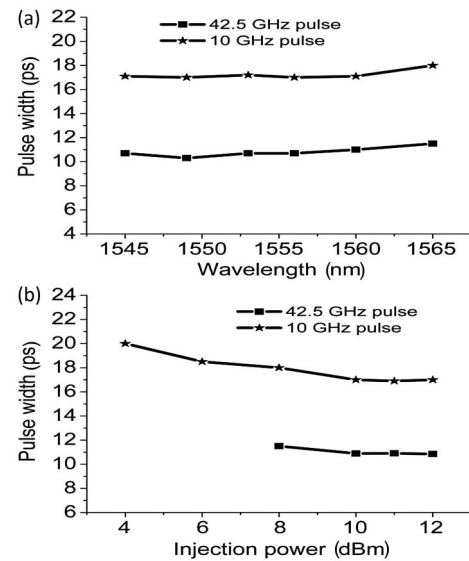 (a)
22
20
18
16
14
12
10
8
6
4
Pulse width (ps)
42.5 GHz pulse
10 GHz pulse
1545 1550 1555 1560 1565
Wavelength (nm)
(b)
24
22
20
18
16
14
12
10
8
6
Pulse width (ps)
42.5 GHz pulse
10 GHz pulse
4 6 8 10 12
Injection power (dBm)